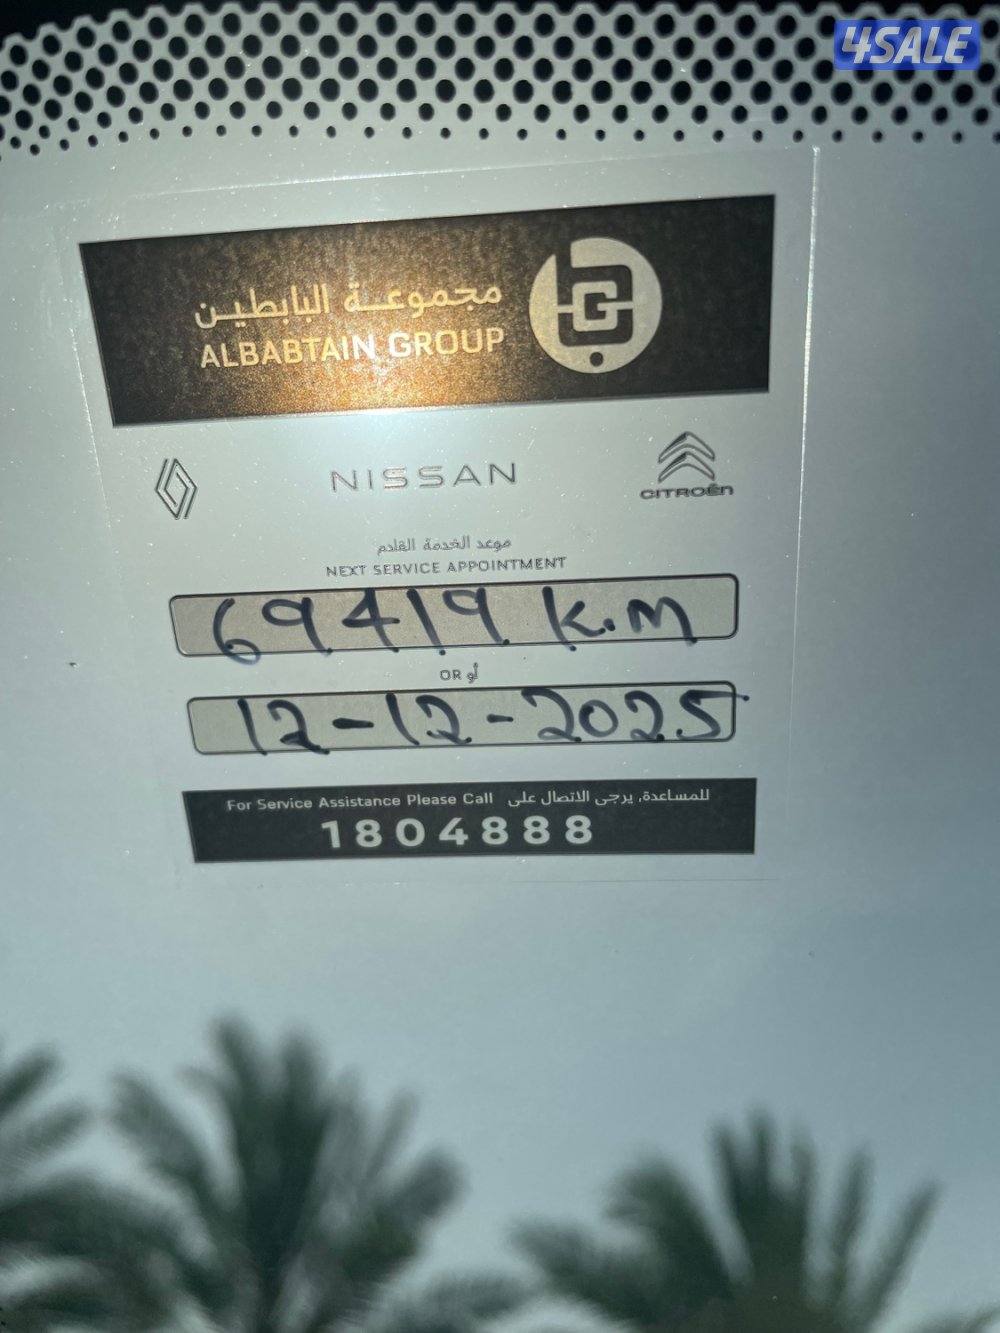 4SALE
مجموعة البابطين
ALBABTAIN GROUP
NISSAN
CITROËN
موعد الخدمة القادم
NEXT SERVICE APPOINTMENT
69419 K.M
OR أو
12-12-2025
For Service Assistance Please Call للمساعدة، يرجى الاتصال على
1804888